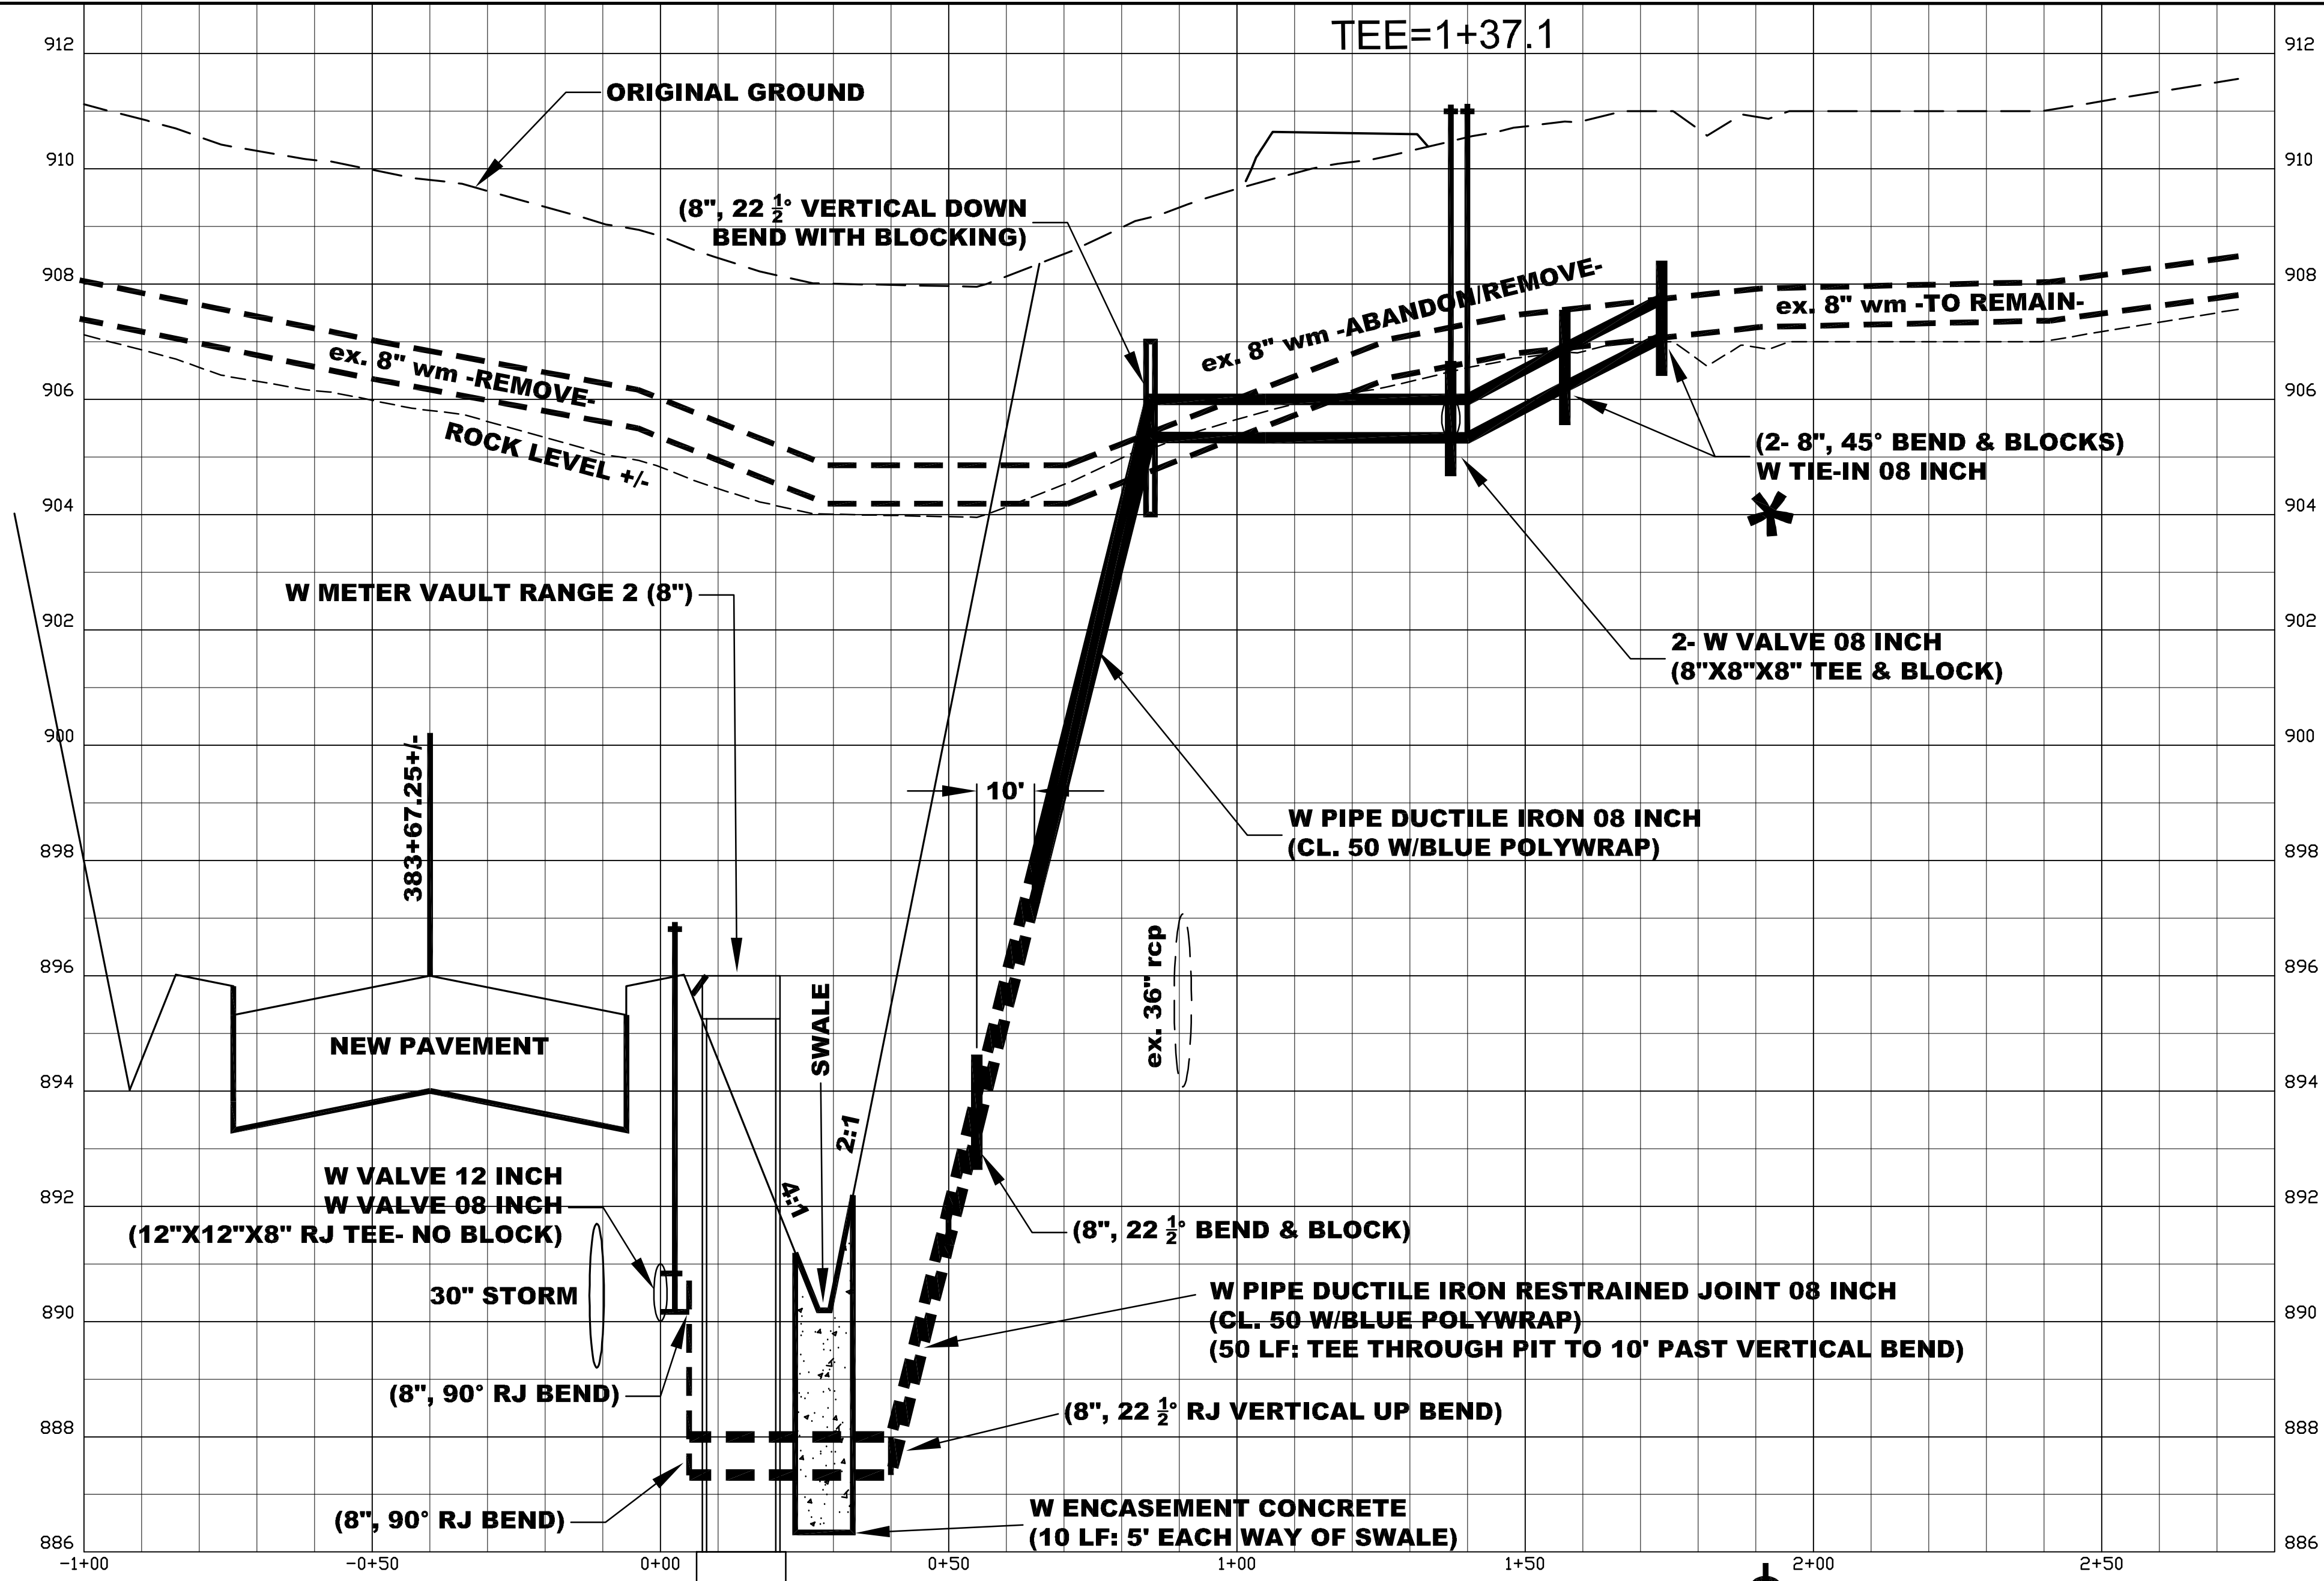 TEE=1+37.1
912
912
ORIGINAL GROUND
910
910
(8", 22 1/2° VERTICAL DOWN
BEND WITH BLOCKING)
908
908
ex. 8" wm -ABANDON/REMOVE-
ex. 8" wm -TO REMAIN-
ex. 8" wm -REMOVE-
906
906
ROCK LEVEL +/-
(2- 8", 45° BEND & BLOCKS)
W TIE-IN 08 INCH
*
904
904
W METER VAULT RANGE 2 (8")
902
902
2- W VALVE 08 INCH
(8"X8"X8" TEE & BLOCK)
900
900
383+67.25+/-
10'
W PIPE DUCTILE IRON 08 INCH
(CL. 50 W/BLUE POLYWRAP)
898
898
896
896
ex. 36" rcp
SWALE
NEW PAVEMENT
894
894
2:1
4:1
W VALVE 12 INCH
W VALVE 08 INCH
(12"X12"X8" RJ TEE- NO BLOCK)
892
892
(8", 22 1/2° BEND & BLOCK)
30" STORM
890
890
W PIPE DUCTILE IRON RESTRAINED JOINT 08 INCH
(CL. 50 W/BLUE POLYWRAP)
(50 LF: TEE THROUGH PIT TO 10' PAST VERTICAL BEND)
(8", 90° RJ BEND)
888
888
(8", 22 1/2° RJ VERTICAL UP BEND)
(8", 90° RJ BEND)
W ENCASEMENT CONCRETE
(10 LF: 5' EACH WAY OF SWALE)
886
886
-1+00
-0+50
0+00
0+50
1+00
1+50
2+00
2+50